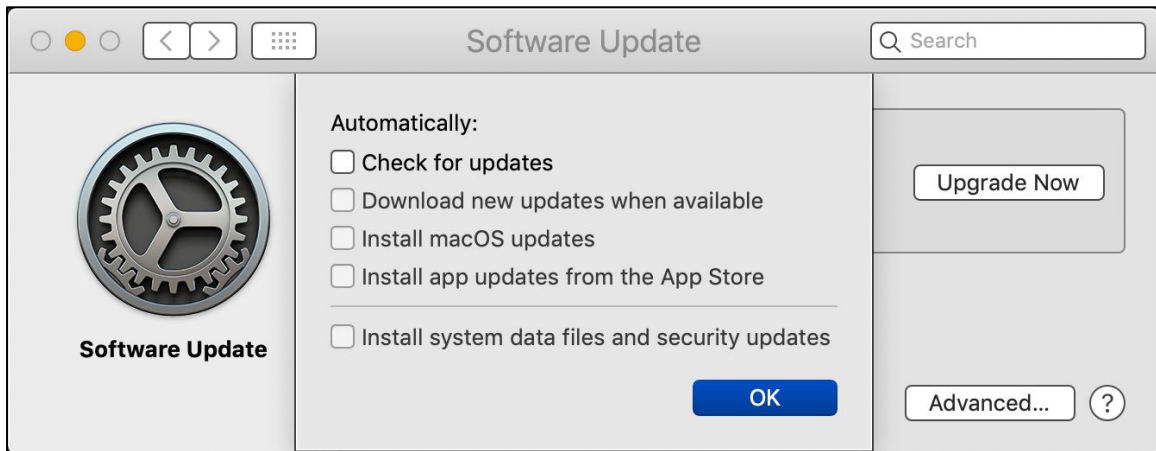 Software Update
Search
Automatically:
Check for updates
Download new updates when available
Install macOS updates
Install app updates from the App Store
Install system data files and security updates
OK
Software Update
Upgrade Now
Advanced...
?